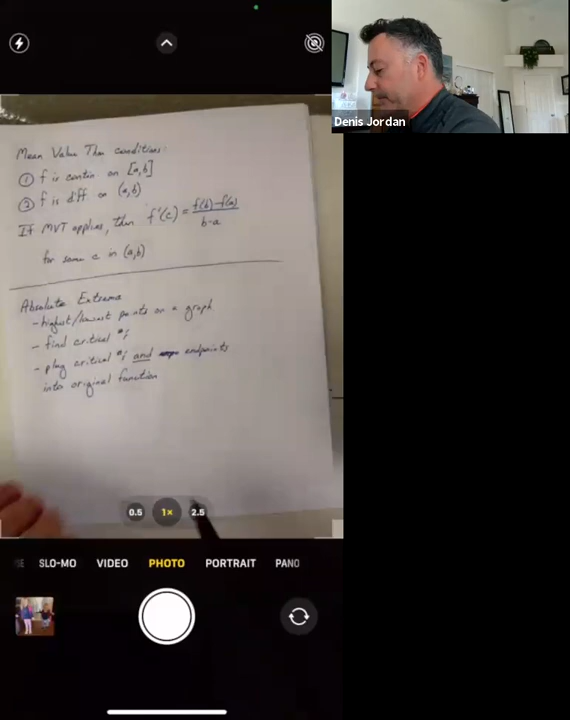 Denis Jordan
Mean Value Thm conditions:
① f is contin on [a,b]
② f is diff on (a,b)
If MVT applies, then f'(c) = f(b)-f(a)
b-a
for some c in (a,b)
Absolute Extrema
- highest/lowest points on a graph
- find critical #s
- plug critical #s and endpoints
into original function
0.5 1× 2.5
SLO-MO VIDEO PHOTO PORTRAIT PANO